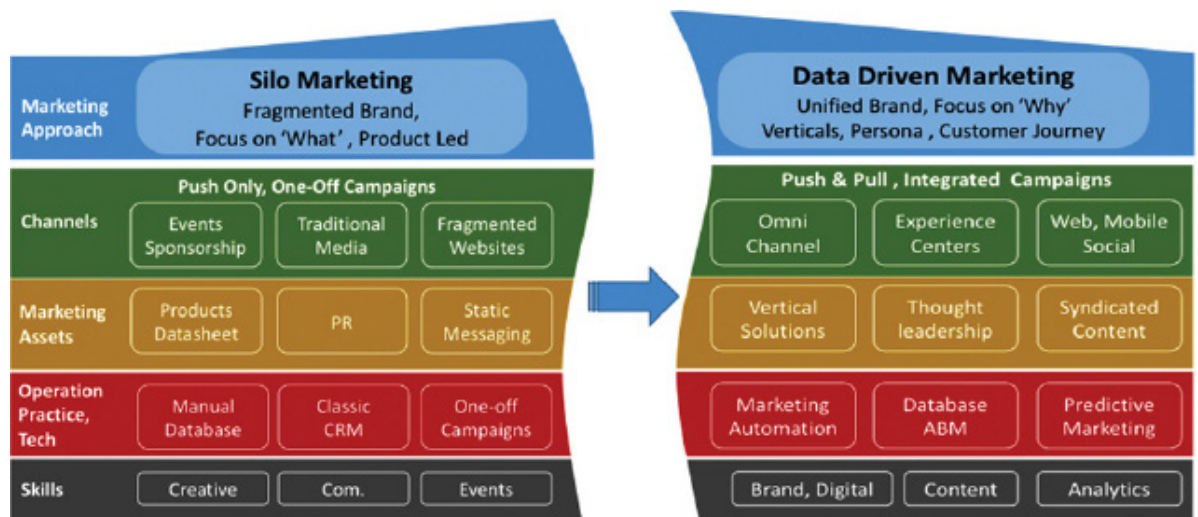 Marketing
Approach
Silo Marketing
Fragmented Brand,
Focus on ‘What’ , Product Led
Channels
Push Only, One-Off Campaigns
Events
Sponsorship
Traditional
Media
Fragmented
Websites
Marketing
Assets
Products
Datasheet
PR
Static
Messaging
Operation
Practice,
Tech
Manual
Database
Classic
CRM
One-off
Campaigns
Skills
Creative
Com.
Events
Data Driven Marketing
Unified Brand, Focus on ‘Why’
Verticals, Persona , Customer Journey
Push & Pull , Integrated Campaigns
Omni
Channel
Experience
Centers
Web, Mobile
Social
Vertical
Solutions
Thought
leadership
Syndicated
Content
Marketing
Automation
Database
ABM
Predictive
Marketing
Brand, Digital
Content
Analytics